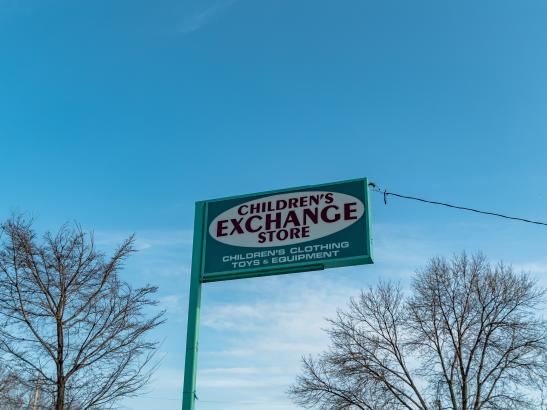 CHILDREN'S
EXCHANGE
STORE
CHILDREN'S CLOTHING
TOYS & EQUIPMENT